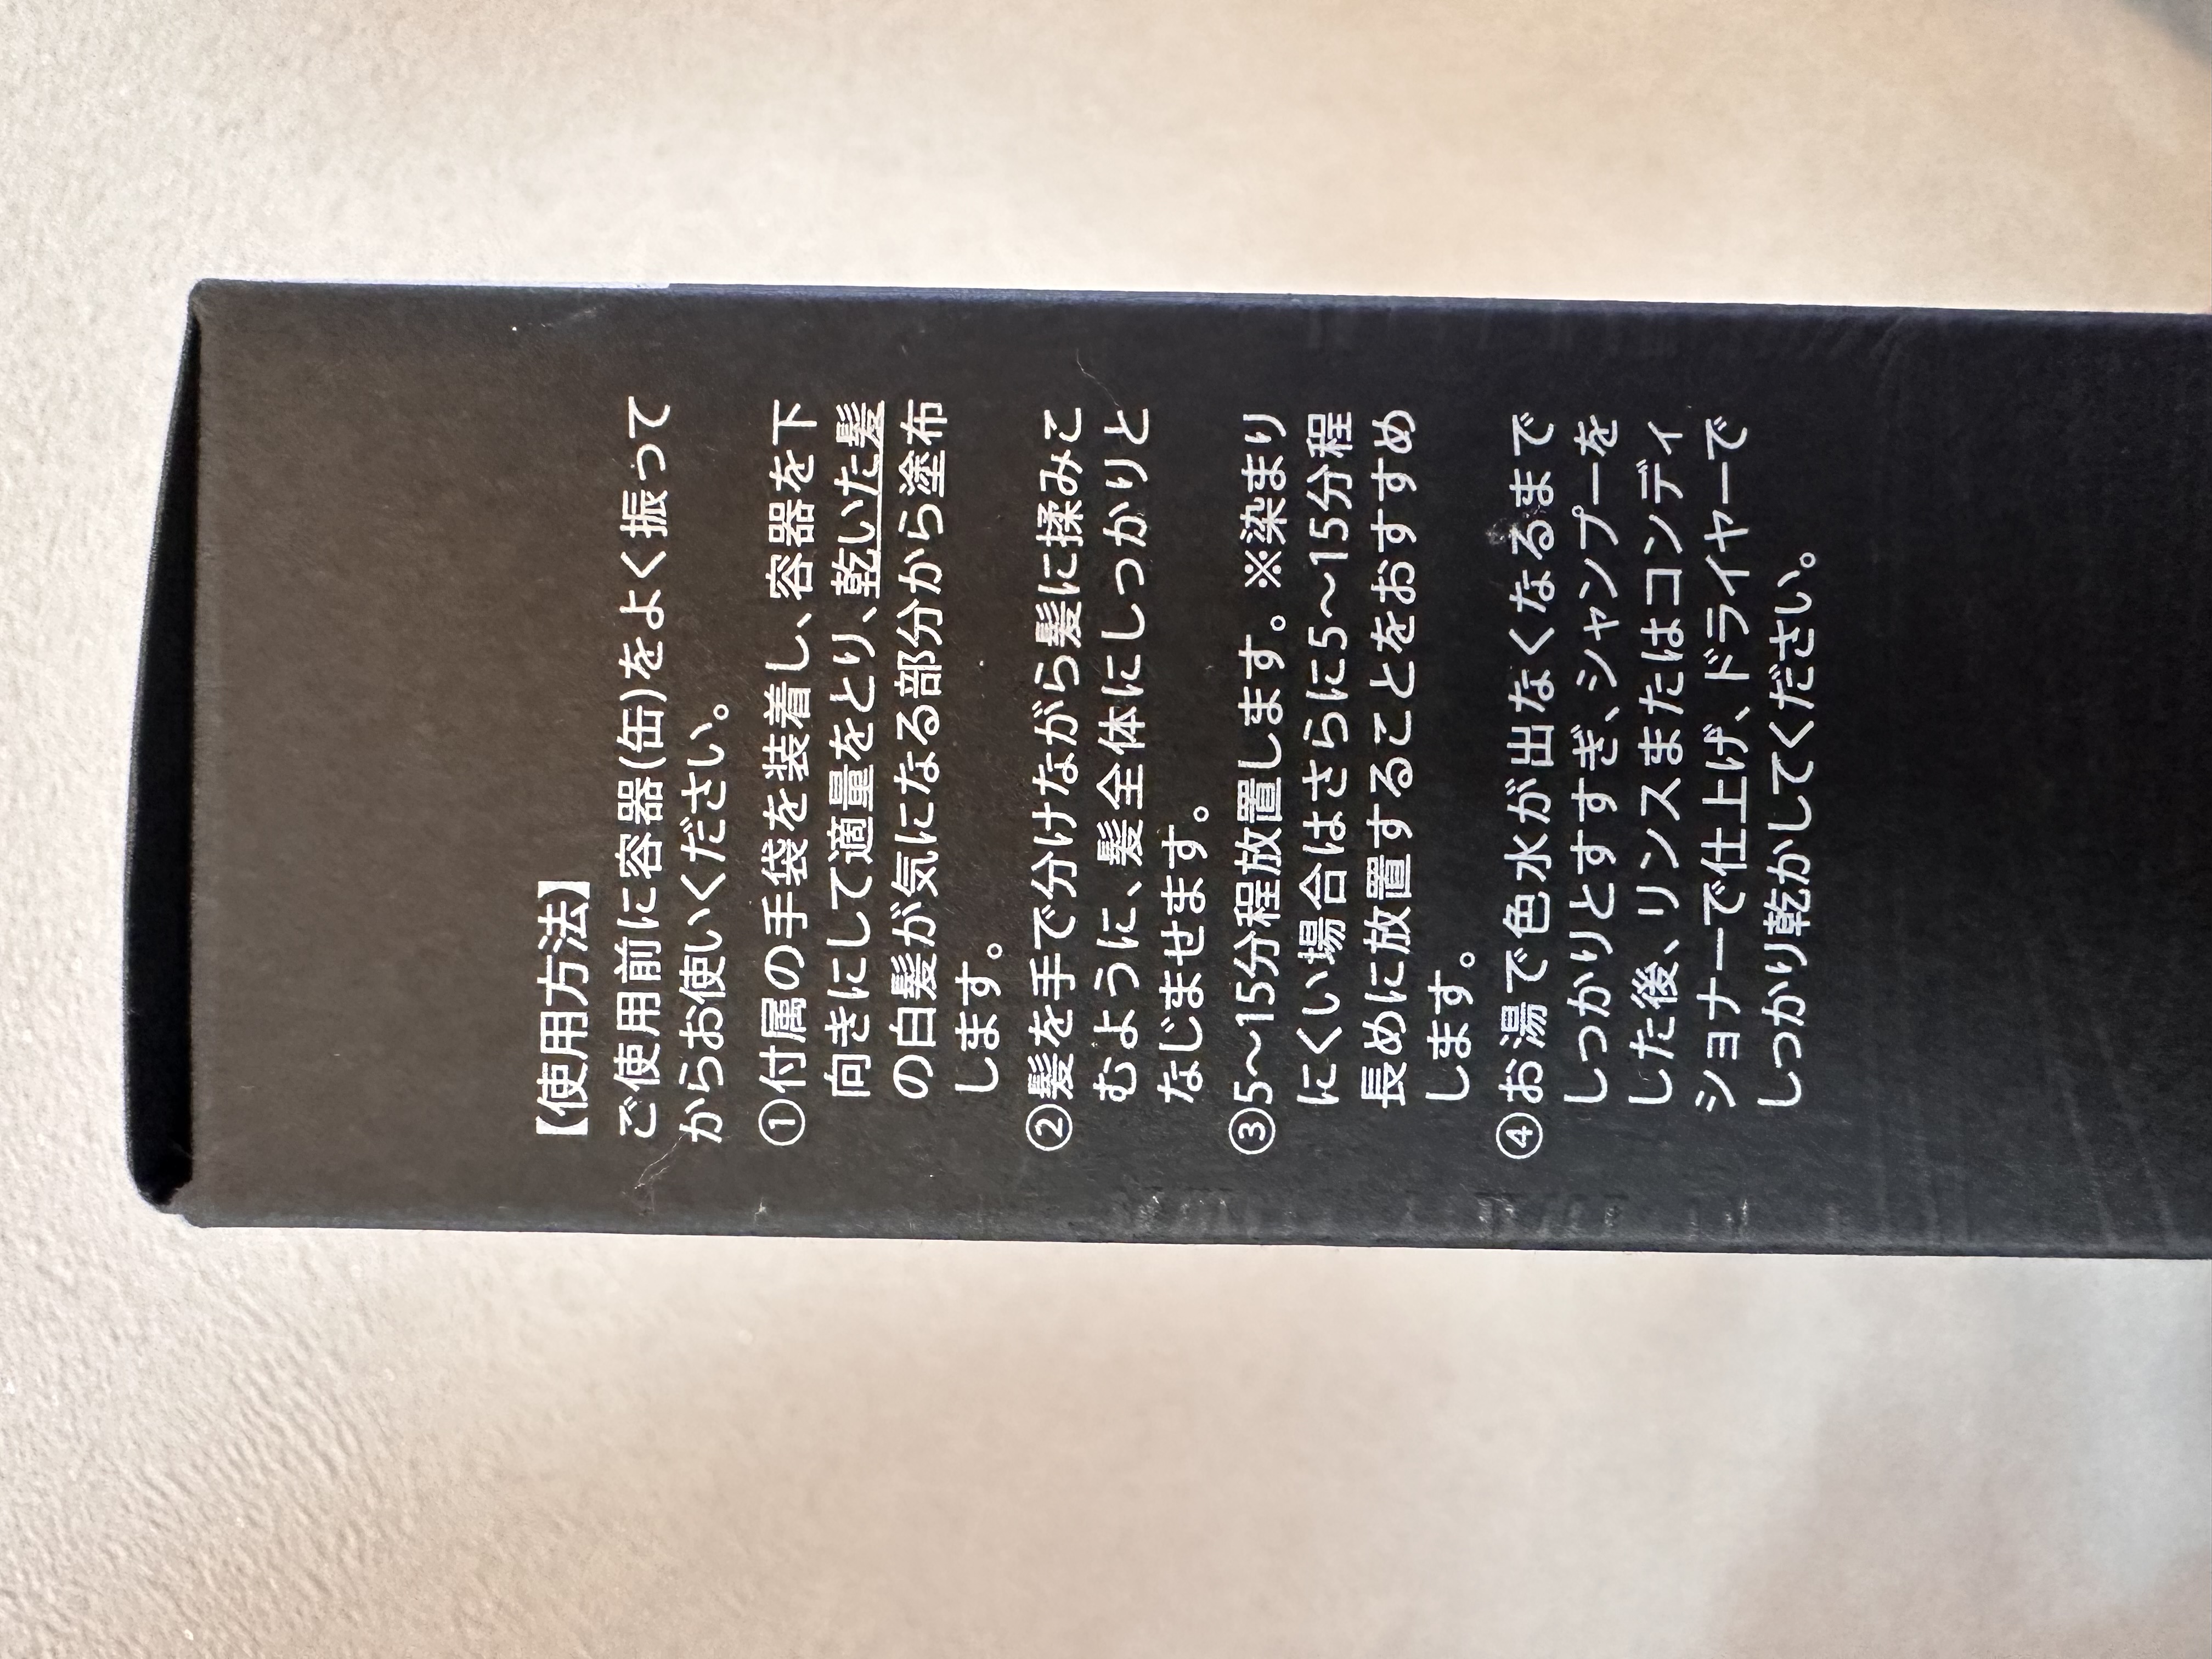 【使用方法】
ご使用前に容器(缶)をよく振って
からお使いください。
①付属の手袋を装着し、容器を下
向きにして適量をとり、乾いた髪
の白髪が気になる部分から塗布
します。
②髪を手で分けながら髪に揉みこ
むように、髪全体にしっかりと
なじませます。
③5〜15分程放置します。※染まり
にくい場合はさらに5〜15分程
長めに放置することをおすすめ
します。
④お湯で色水が出なくなるまで
しっかりとすすぎ、シャンプーを
した後、リンスまたはコンディ
ショナーで仕上げ、ドライヤーで
しっかり乾かしてください。